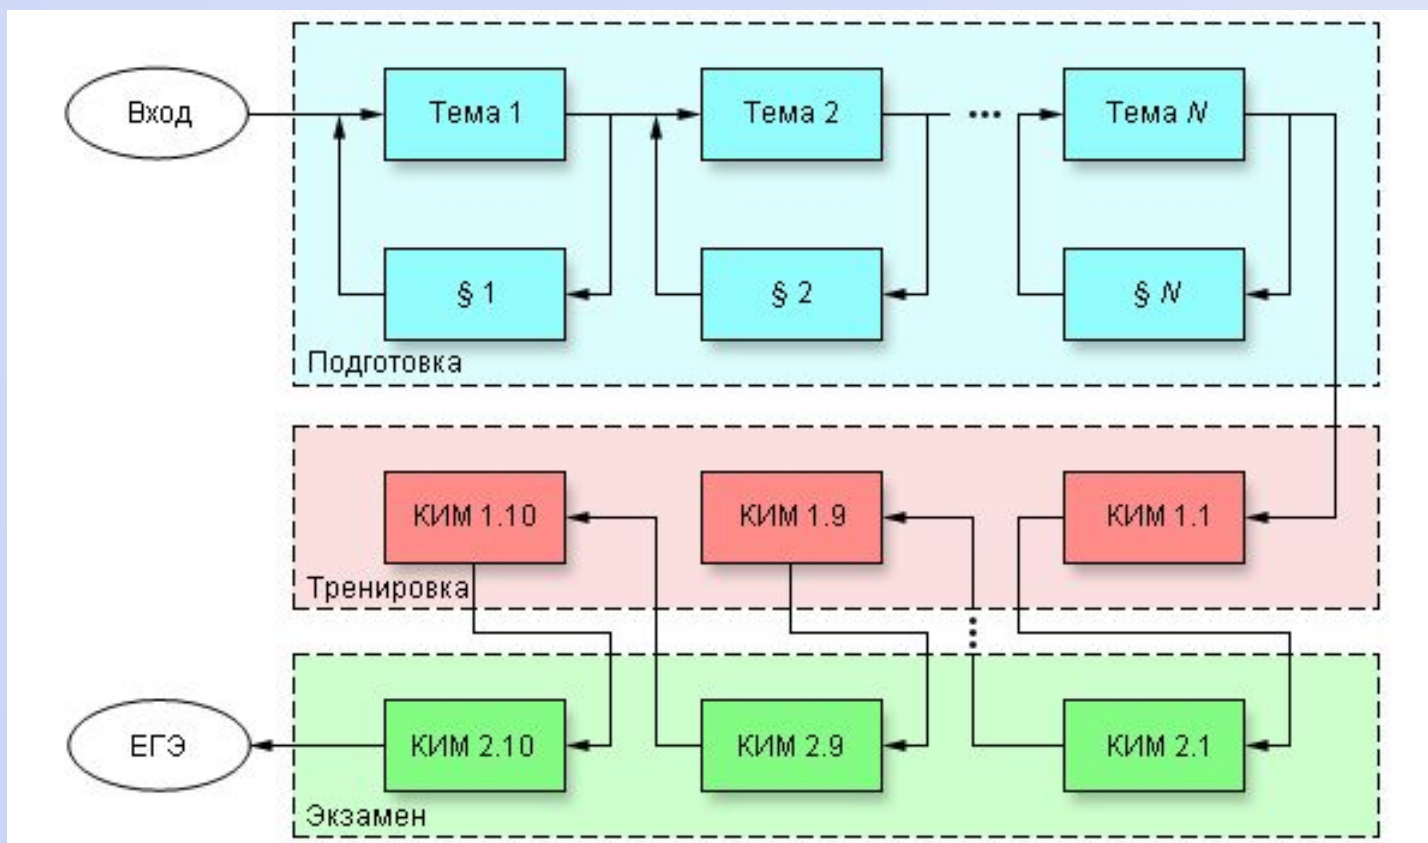 Вход
Тема 1
Тема 2
...
Тема N
§ 1
§ 2
§ N
Подготовка
КИМ 1.10
КИМ 1.9
КИМ 1.1
Тренировка
ЕГЭ
КИМ 2.10
КИМ 2.9
КИМ 2.1
Экзамен